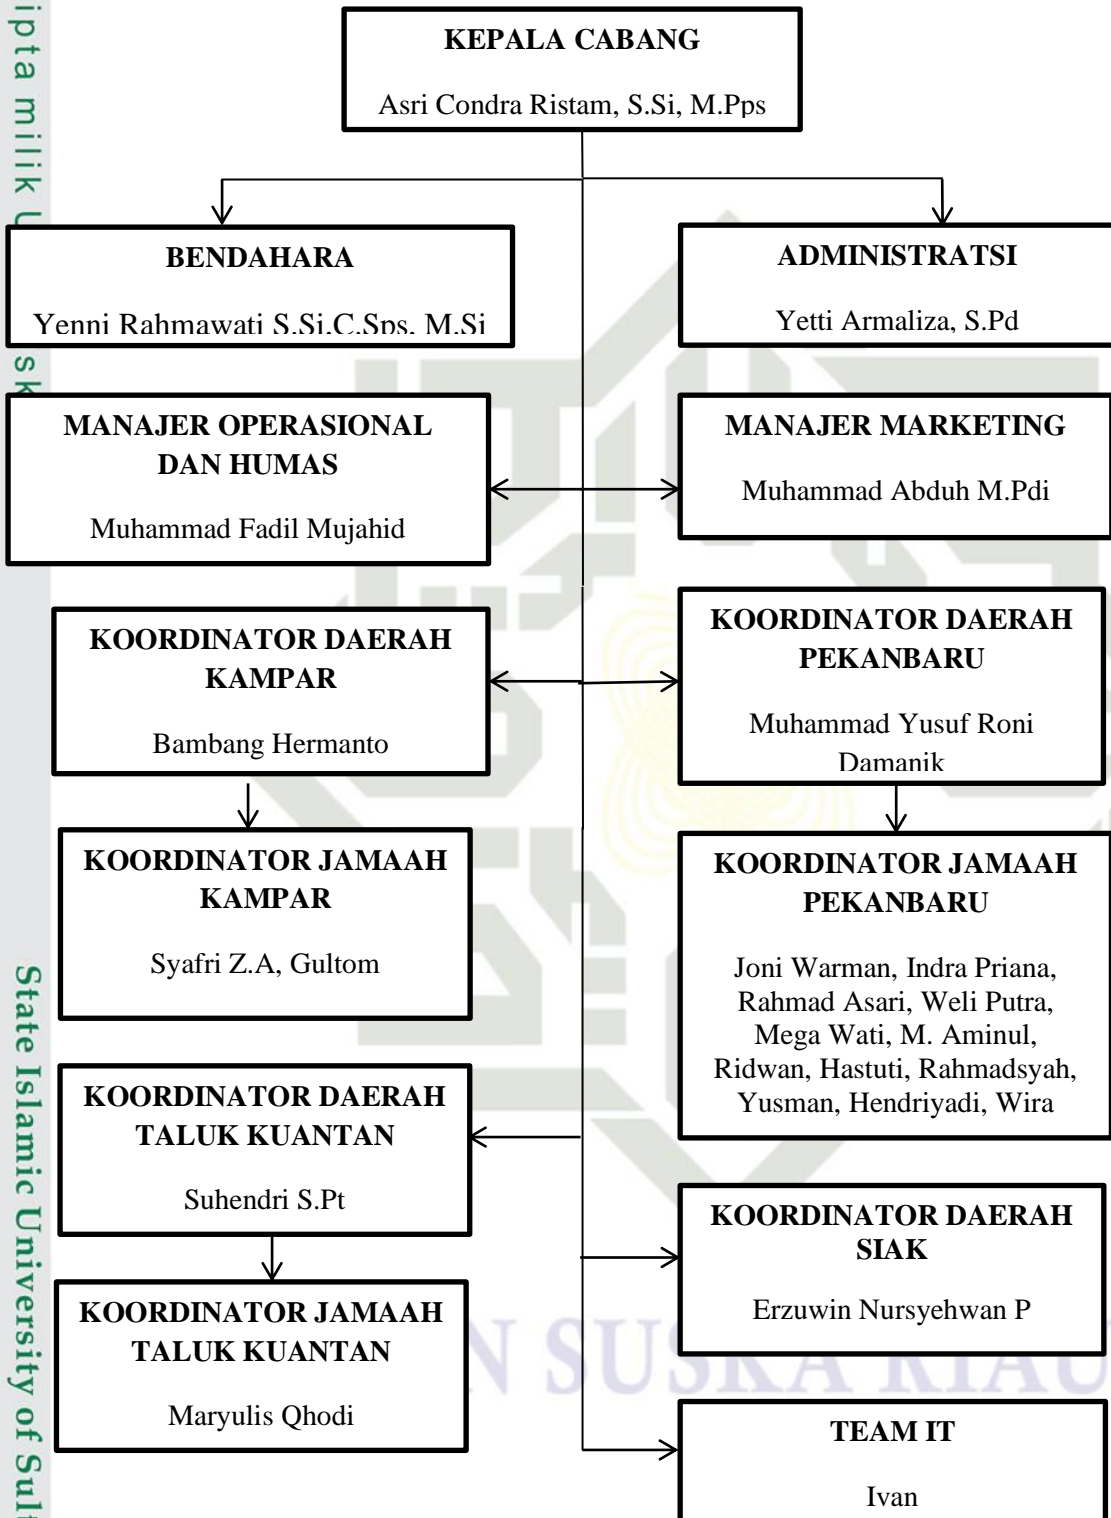 KEPALA CABANG
Asri Condra Ristam, S.Si, M.Pps
BENDAHARA
Yenni Rahmawati S.Si.C.Sps, M.Si
ADMINISTRATSI
Yetti Armaliza, S.Pd
MANAJER OPERASIONAL
DAN HUMAS
Muhammad Fadil Mujahid
MANAJER MARKETING
Muhammad Abduh M.Pdi
KOORDINATOR DAERAH
KAMPAR
Bambang Hermanto
KOORDINATOR DAERAH
PEKANBARU
Muhammad Yusuf Roni
Damanik
KOORDINATOR JAMAAH
KAMPAR
Syafri Z.A, Gultom
KOORDINATOR JAMAAH
PEKANBARU
Joni Warman, Indra Priana,
Rahmad Asari, Weli Putra,
Mega Wati, M. Aminul,
Ridwan, Hastuti, Rahmadsyah,
Yusman, Hendriyadi, Wira
KOORDINATOR DAERAH
TALUK KUANTAN
Suhendri S.Pt
KOORDINATOR DAERAH
SIAK
Erzuwin Nursyehwan P
KOORDINATOR JAMAAH
TALUK KUANTAN
Maryulis Qhodi
TEAM IT
Ivan
milik
State Islamic University of
N SUSKA RIAU